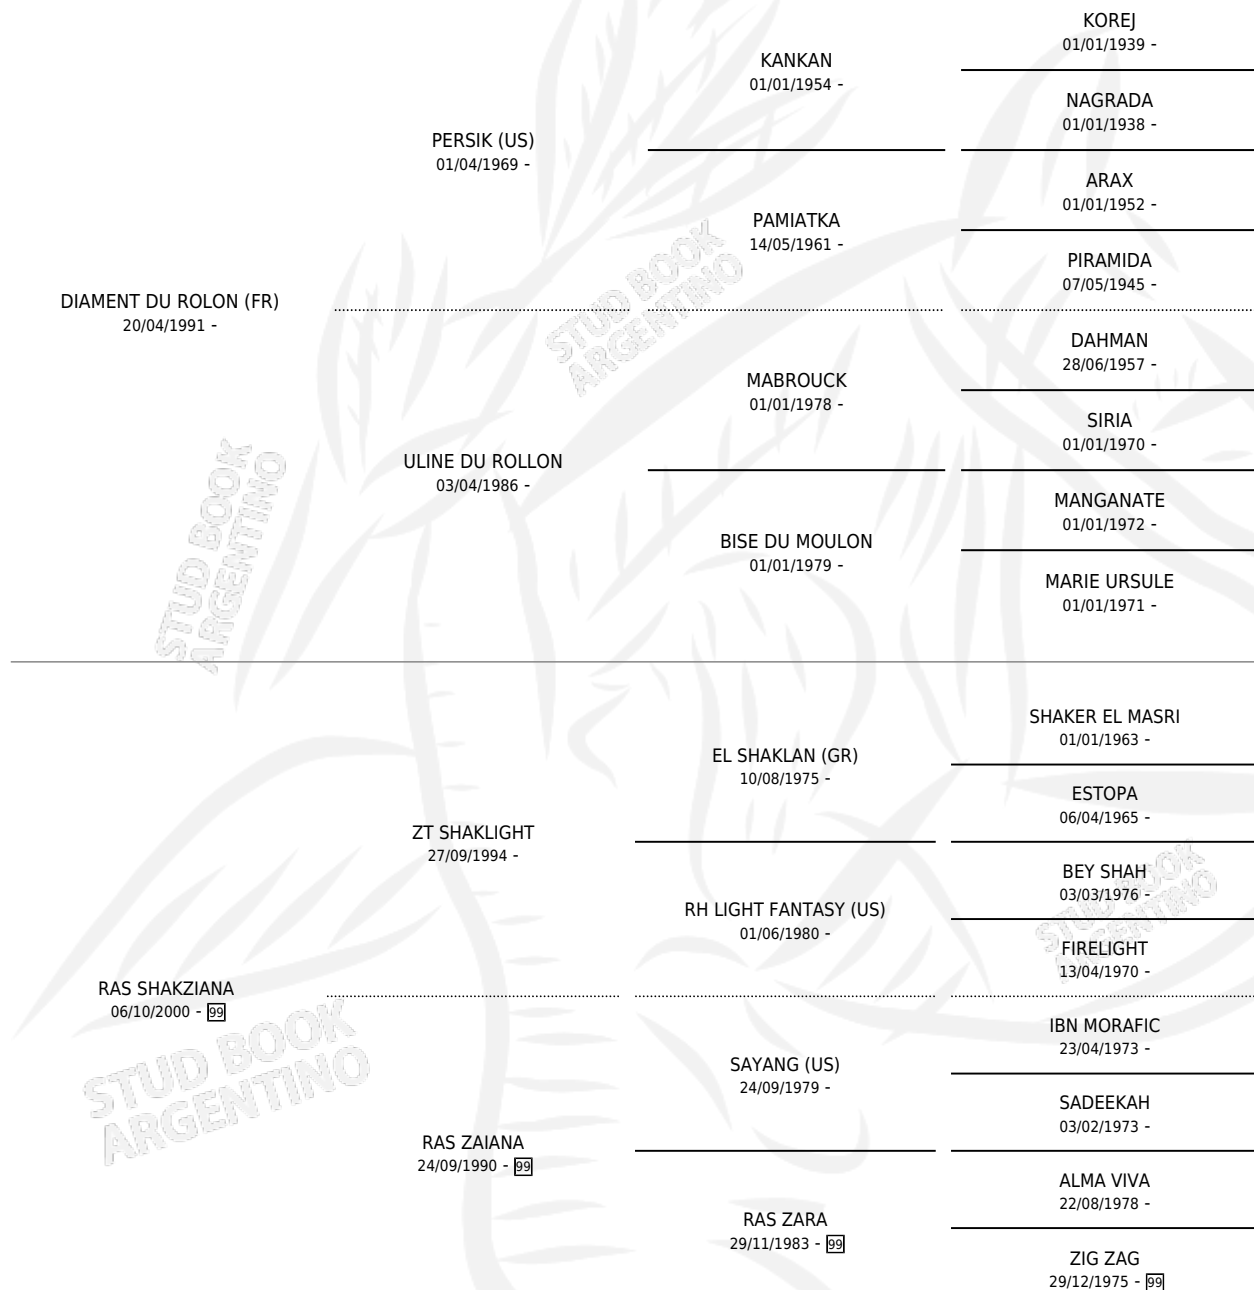 KOREJ
01/01/1939 -
KANKAN
01/01/1954 -
NAGRADA
01/01/1938 -
PERSIK (US)
01/04/1969 -
ARAX
01/01/1952 -
PAMIATKA
14/05/1961 -
PIRAMIDA
07/05/1945 -
DIAMENT DU ROLON (FR)
20/04/1991 -
STUD BOOK
ARGENTINO
DAHMAN
28/06/1957 -
MABROUCK
01/01/1978 -
SIRIA
01/01/1970 -
ULINE DU ROLLON
03/04/1986 -
STUD BOOK
ARGENTINO
MANGANATE
01/01/1972 -
BISE DU MOULON
01/01/1979 -
MARIE URSULE
01/01/1971 -
SHAKER EL MASRI
01/01/1963 -
EL SHAKLAN (GR)
10/08/1975 -
ESTOPA
06/04/1965 -
ZT SHAKLIGHT
27/09/1994 -
BEY SHAH
03/03/1976 -
STUD BOOK
ARGENTINO
RH LIGHT FANTASY (US)
01/06/1980 -
FIRELIGHT
13/04/1970 -
RAS SHAKZIANA
06/10/2000 - 99
STUD BOOK
ARGENTINO
IBN MORAFIC
23/04/1973 -
SAYANG (US)
24/09/1979 -
SADEEKAH
03/02/1973 -
RAS ZAIANA
24/09/1990 - 99
ALMA VIVA
22/08/1978 -
RAS ZARA
29/11/1983 - 99
ZIG ZAG
29/12/1975 - 99